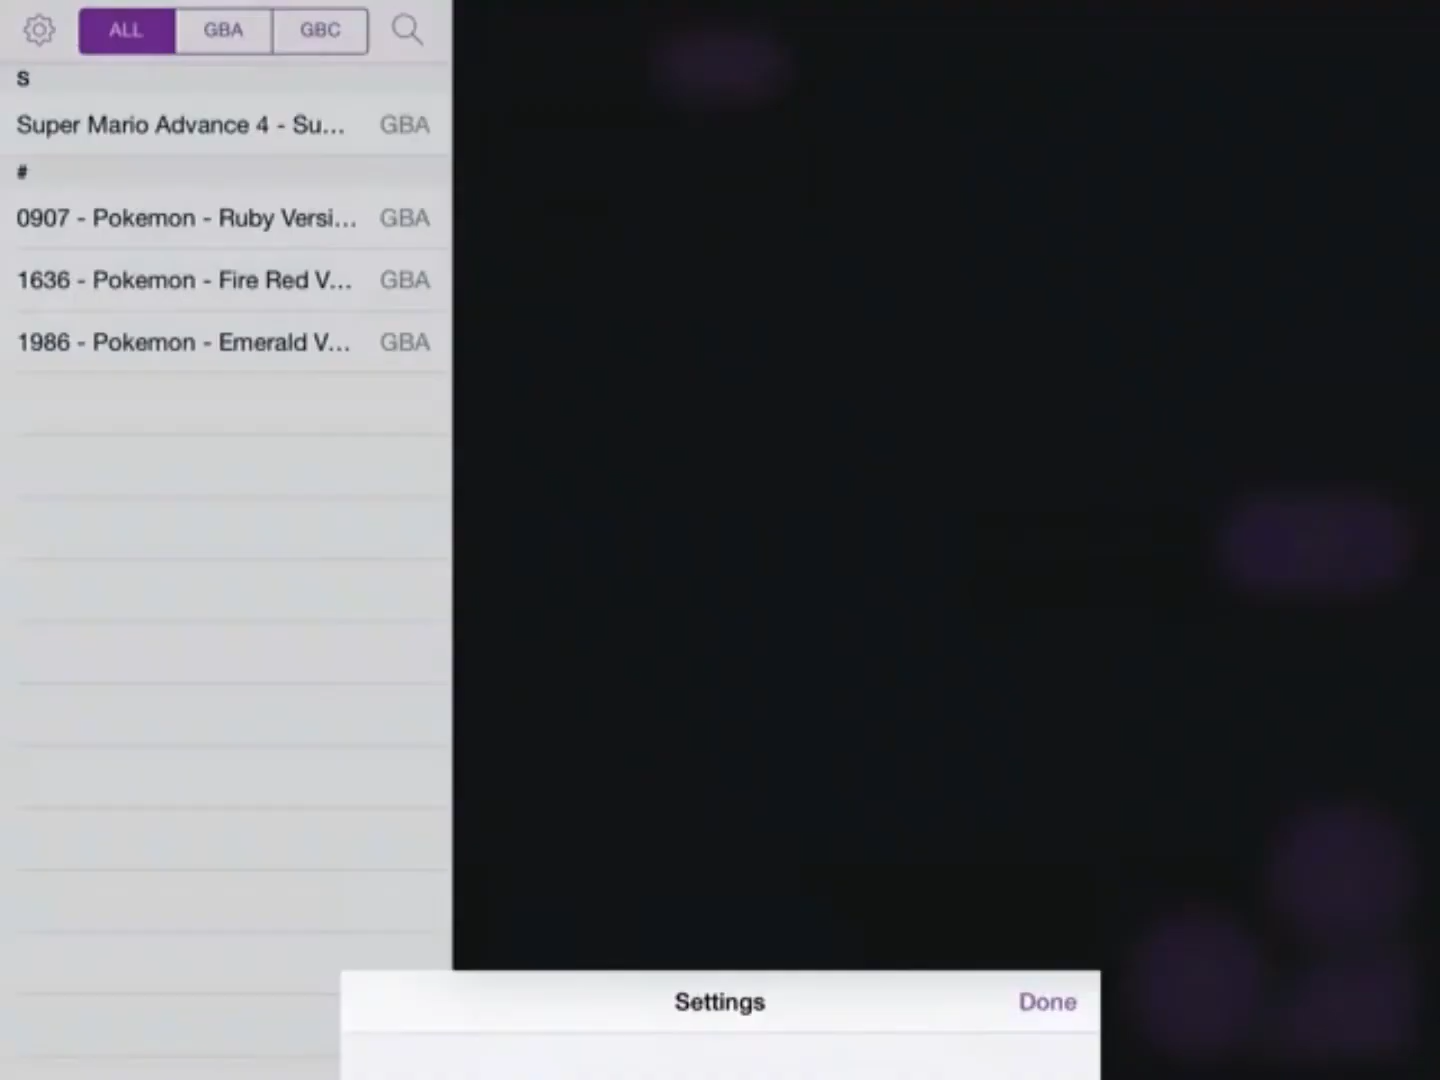 ALL GBA GBC
S
Super Mario Advance 4 - Su... GBA
#
0907 - Pokemon - Ruby Versi... GBA
1636 - Pokemon - Fire Red V... GBA
1986 - Pokemon - Emerald V... GBA
Settings Done